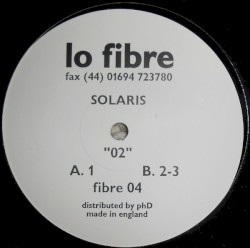 lo fibre
fax (44) 01694 723780
SOLARIS
"02"
A. 1 B. 2-3
fibre 04
distributed by phD
made in england